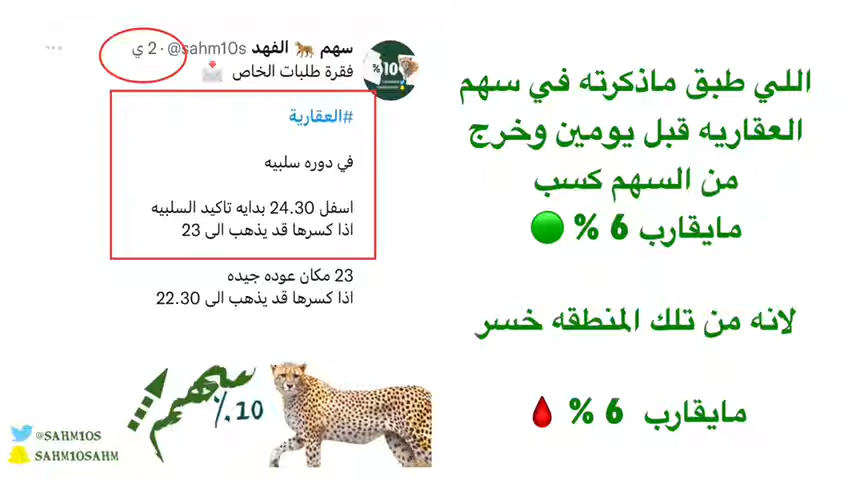 سهم 🐆 الفهد @sahm10s · 2 ي
فقرة طلبات الخاص 📩
#العقارية
في دوره سلبيه
اسفل 24.30 بدايه تاكيد السلبيه
اذا كسرها قد يذهب الى 23
23 مكان عوده جيده
اذا كسرها قد يذهب الى 22.30
سهم
10.%
@SAHM10S
SAHM10SAHM
%10
اللي طبق ماذكرته في سهم
العقاريه قبل يومين وخرج
من السهم كسب
مايقارب 6 % 🟢
لانه من تلك المنطقه خسر
مايقارب 6 % 🩸